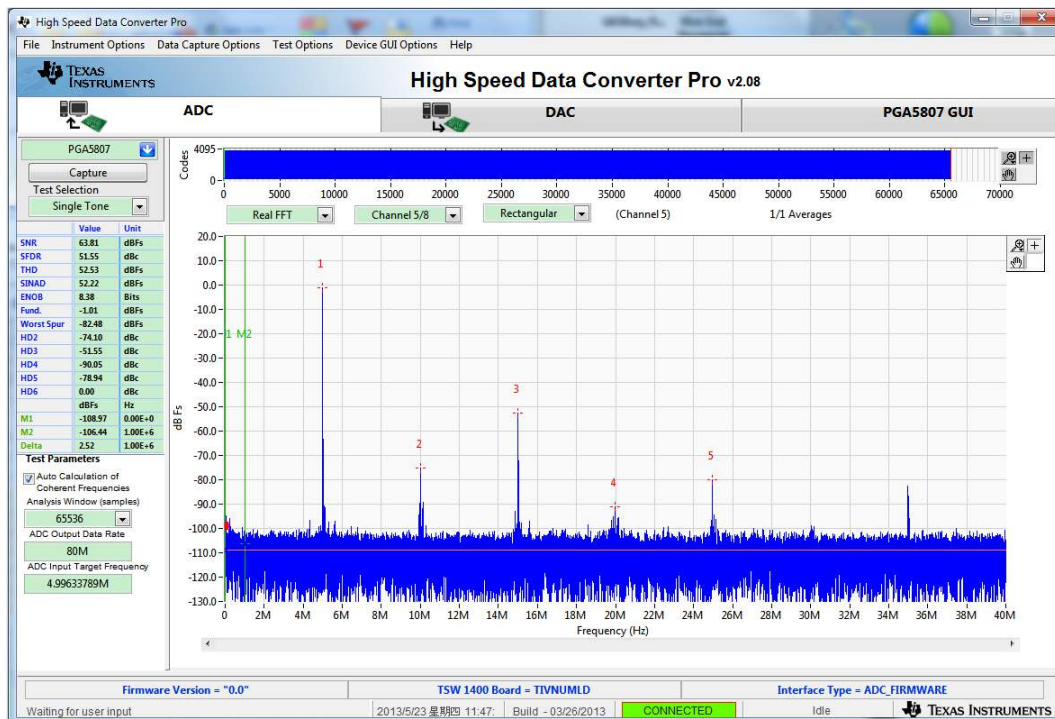 High Speed Data Converter Pro
File Instrument Options Data Capture Options Test Options Device GUI Options Help
TEXAS INSTRUMENTS
High Speed Data Converter Pro v2.08
ADC DAC PGA5807 GUI
PGA5807
Capture
Test Selection
Single Tone
Value Unit
SNR 63.81 dBFs
SFDR 51.55 dBc
THD 52.53 dBFs
SINAD 52.22 dBFs
ENOB 8.38 Bits
Fund. -1.01 dBFs
Worst Spur -82.48 dBFs
HD2 -74.10 dBc
HD3 -51.55 dBc
HD4 -90.05 dBc
HD5 -78.94 dBc
HD6 0.00 dBc
dBFs Hz
M1 -108.97 0.00E+0
M2 -106.44 1.00E+6
Delta 2.52 1.00E+6
Test Parameters
Auto Calculation of
Coherent Frequencies
Analysis Window (samples)
65536
ADC Output Data Rate
80M
ADC Input Target Frequency
4.99633789M
Codes
4095
0
0 5000 10000 15000 20000 25000 30000 35000 40000 45000 50000 55000 60000 65000 70000
Real FFT Channel 5/8 Rectangular (Channel 5) 1/1 Averages
dB Fs
20.0
10.0
0.0
-10.0
-20.0
-30.0
-40.0
-50.0
-60.0
-70.0
-80.0
-90.0
-100.0
-110.0
-120.0
-130.0
1
1 M2
2
3
4
5
0 2M 4M 6M 8M 10M 12M 14M 16M 18M 20M 22M 24M 26M 28M 30M 32M 34M 36M 38M 40M
Frequency (Hz)
Firmware Version = "0.0" TSW 1400 Board = TIVNUMLD Interface Type = ADC_FIRMWARE
Waiting for user input 2013/5/23 星期四 11:47: Build - 03/26/2013 CONNECTED Idle TEXAS INSTRUMENTS